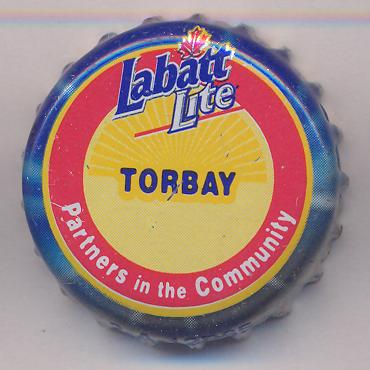 Labatt
Lite
TORBAY
Partners in the Community